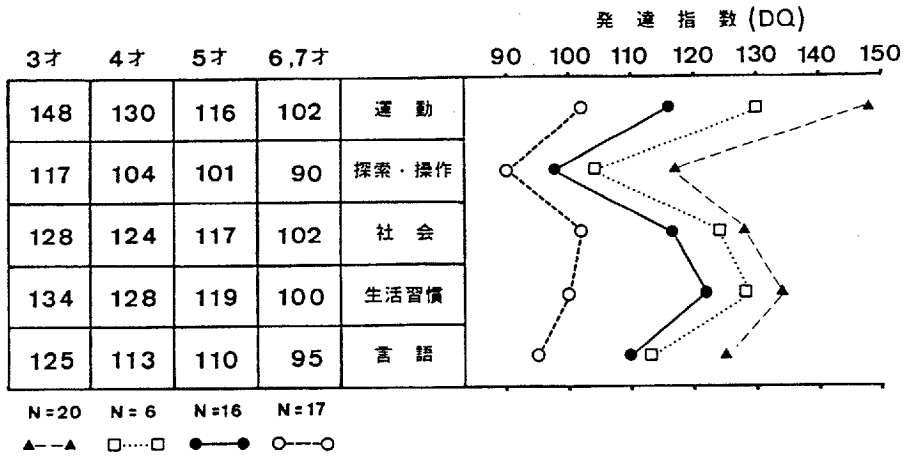 発達指数(DQ)
3才 4才 5才 6,7才 90 100 110 120 130 140 150
148 130 116 102 運動
117 104 101 90 探索・操作
128 124 117 102 社会
134 128 119 100 生活習慣
125 113 110 95 言語
N=20 N=6 N=16 N=17